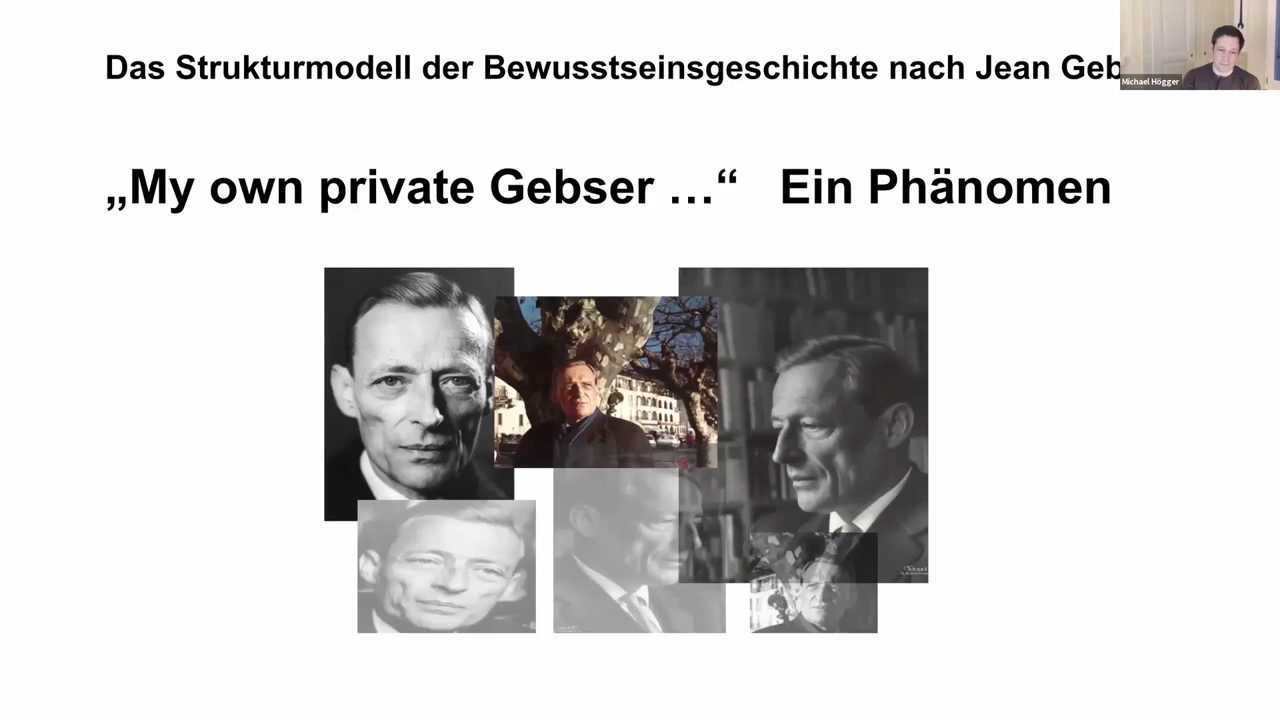 Das Strukturmodell der Bewusstseinsgeschichte nach Jean Geb
Michael Högger
„My own private Gebser …“ Ein Phänomen